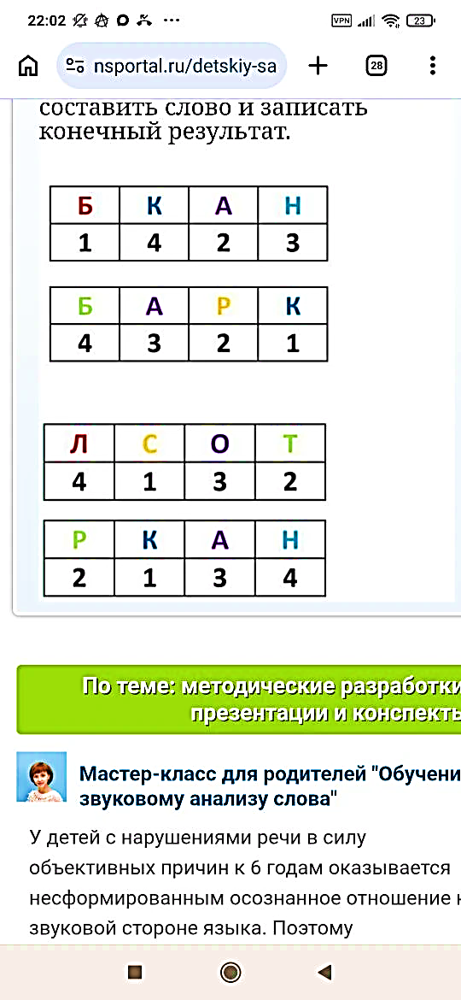 22:02 ··· VPN 23
nsportal.ru/detskiy-sa 28
составить слово и записать
конечный результат.
Б К А Н
1 4 2 3
Б А Р К
4 3 2 1
Л С О Т
4 1 3 2
Р К А Н
2 1 3 4
По теме: методические разработки
презентации и конспекты
Мастер-класс для родителей "Обучени
звуковому анализу слова"
У детей с нарушениями речи в силу
объективных причин к 6 годам оказывается
несформированным осознанное отношение к
звуковой стороне языка. Поэтому